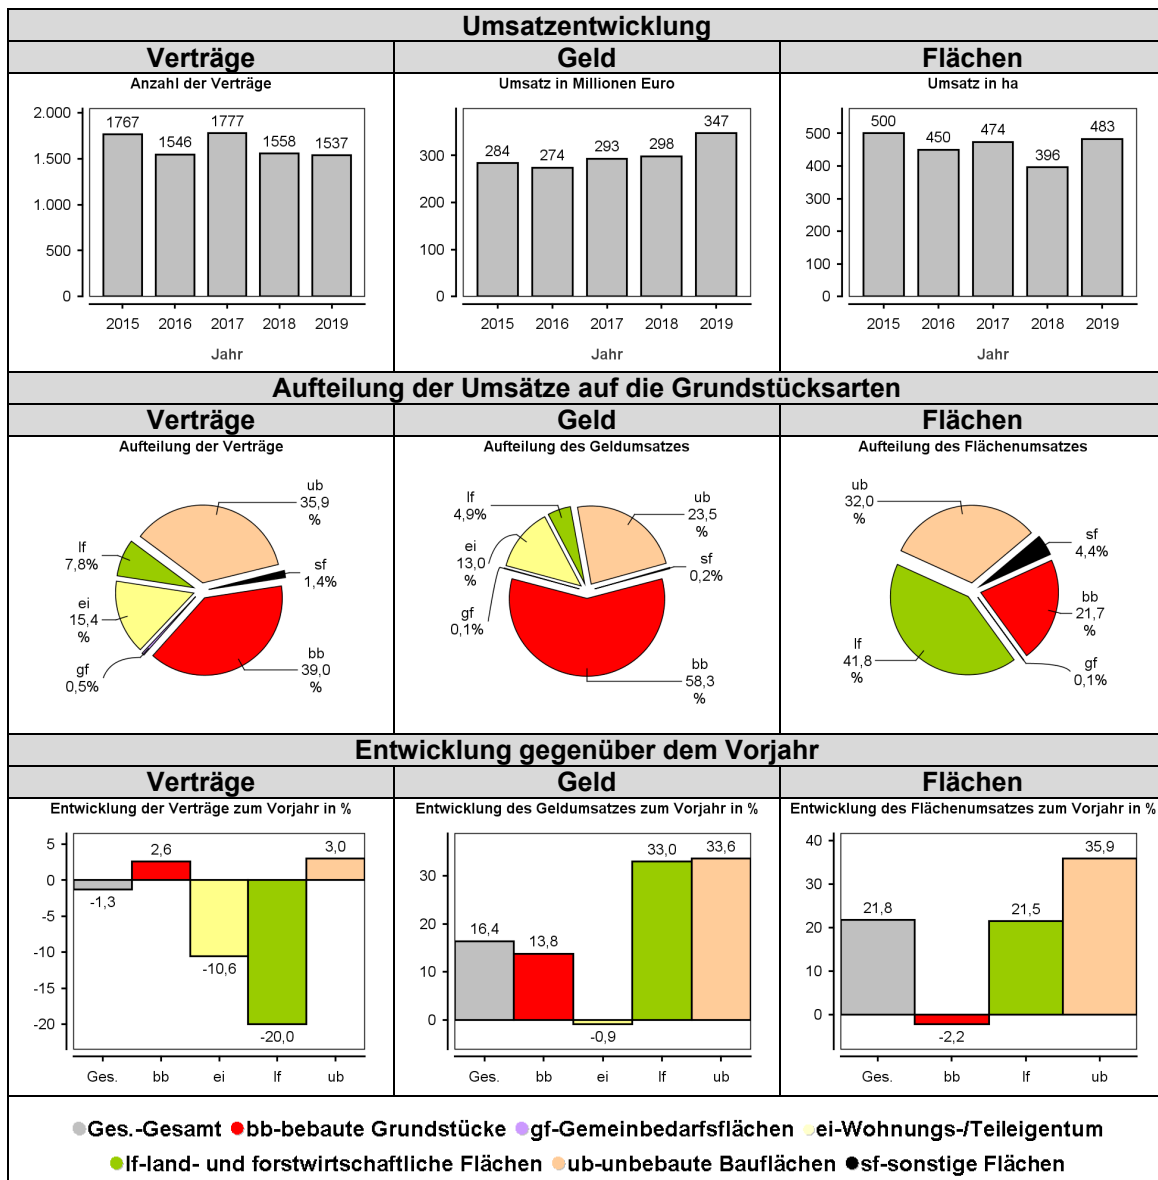 Umsatzentwicklung
Verträge Geld Flächen
Anzahl der Verträge
2.000
1.500
1.000
500
0
1767 1546 1777 1558 1537
2015 2016 2017 2018 2019
Jahr
Umsatz in Millionen Euro
300
200
100
0
284 274 293 298 347
2015 2016 2017 2018 2019
Jahr
Umsatz in ha
500
400
300
200
100
0
500 450 474 396 483
2015 2016 2017 2018 2019
Jahr
Aufteilung der Umsätze auf die Grundstücksarten
Verträge Geld Flächen
Aufteilung der Verträge
ub
35,9
%
lf
7,8%
sf
1,4%
ei
15,4
%
gf
0,5%
bb
39,0
%
Aufteilung des Geldumsatzes
lf
4,9%
ub
23,5
%
ei
13,0
%
sf
0,2%
gf
0,1%
bb
58,3
%
Aufteilung des Flächenumsatzes
ub
32,0
%
sf
4,4%
bb
21,7
%
lf
41,8
%
gf
0,1%
Entwicklung gegenüber dem Vorjahr
Verträge Geld Flächen
Entwicklung der Verträge zum Vorjahr in %
5
0
-5
-10
-15
-20
-1,3 2,6 -10,6 -20,0 3,0
Ges. bb ei lf ub
Entwicklung des Geldumsatzes zum Vorjahr in %
30
20
10
0
16,4 13,8 -0,9 33,0 33,6
Ges. bb ei lf ub
Entwicklung des Flächenumsatzes zum Vorjahr in %
40
30
20
10
0
21,8 -2,2 21,5 35,9
Ges. bb lf ub
Ges.-Gesamt bb-bebaute Grundstücke gf-Gemeinbedarfsflächen ei-Wohnungs-/Teileigentum
lf-land- und forstwirtschaftliche Flächen ub-unbebaute Bauflächen sf-sonstige Flächen